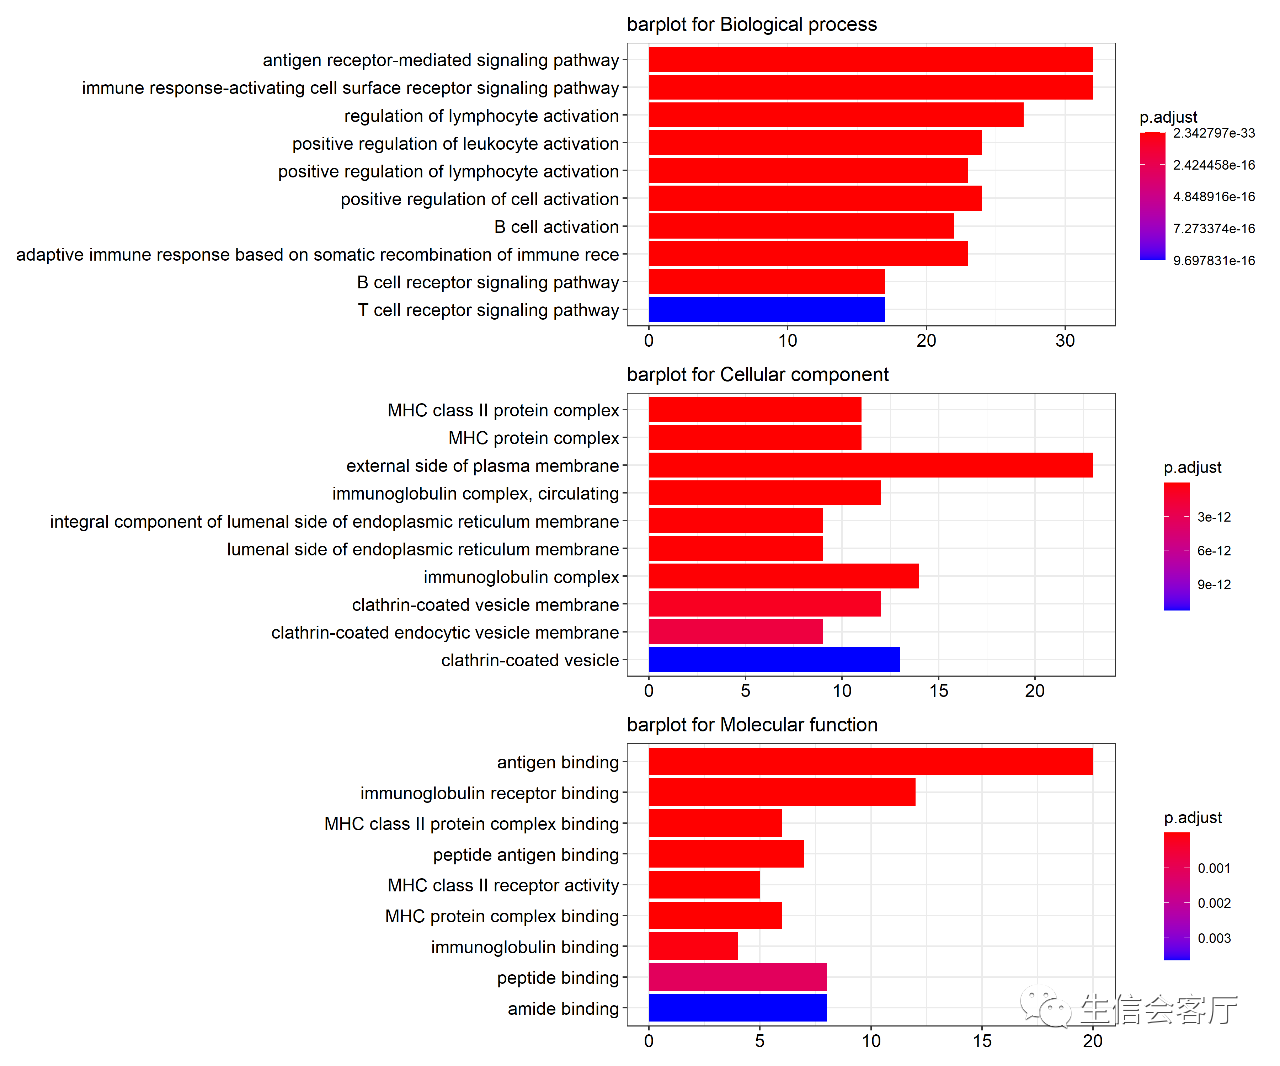 barplot for Biological process
antigen receptor-mediated signaling pathway
immune response-activating cell surface receptor signaling pathway
regulation of lymphocyte activation
positive regulation of leukocyte activation
positive regulation of lymphocyte activation
positive regulation of cell activation
B cell activation
adaptive immune response based on somatic recombination of immune rece
B cell receptor signaling pathway
T cell receptor signaling pathway
0 10 20 30
p.adjust
2.342797e-33
2.424458e-16
4.848916e-16
7.273374e-16
9.697831e-16
barplot for Cellular component
MHC class II protein complex
MHC protein complex
external side of plasma membrane
immunoglobulin complex, circulating
integral component of lumenal side of endoplasmic reticulum membrane
lumenal side of endoplasmic reticulum membrane
immunoglobulin complex
clathrin-coated vesicle membrane
clathrin-coated endocytic vesicle membrane
clathrin-coated vesicle
0 5 10 15 20
p.adjust
3e-12
6e-12
9e-12
barplot for Molecular function
antigen binding
immunoglobulin receptor binding
MHC class II protein complex binding
peptide antigen binding
MHC class II receptor activity
MHC protein complex binding
immunoglobulin binding
peptide binding
amide binding
0 5 10 15 20
p.adjust
0.001
0.002
0.003
生信会客厅